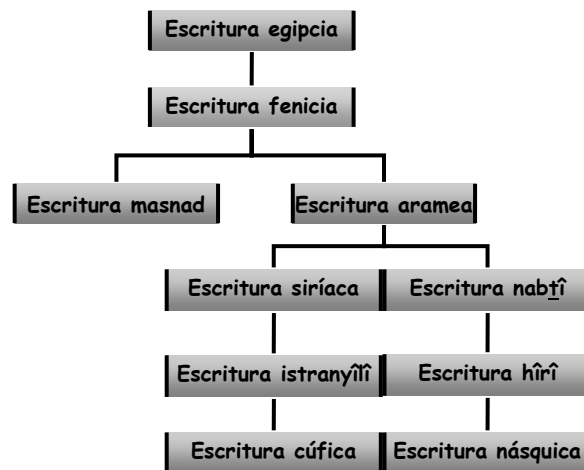 Escritura egipcia
Escritura fenicia
Escritura masnad
Escritura aramea
Escritura siríaca
Escritura nabṯî
Escritura istranyîlî
Escritura hîrî
Escritura cúfica
Escritura násquica